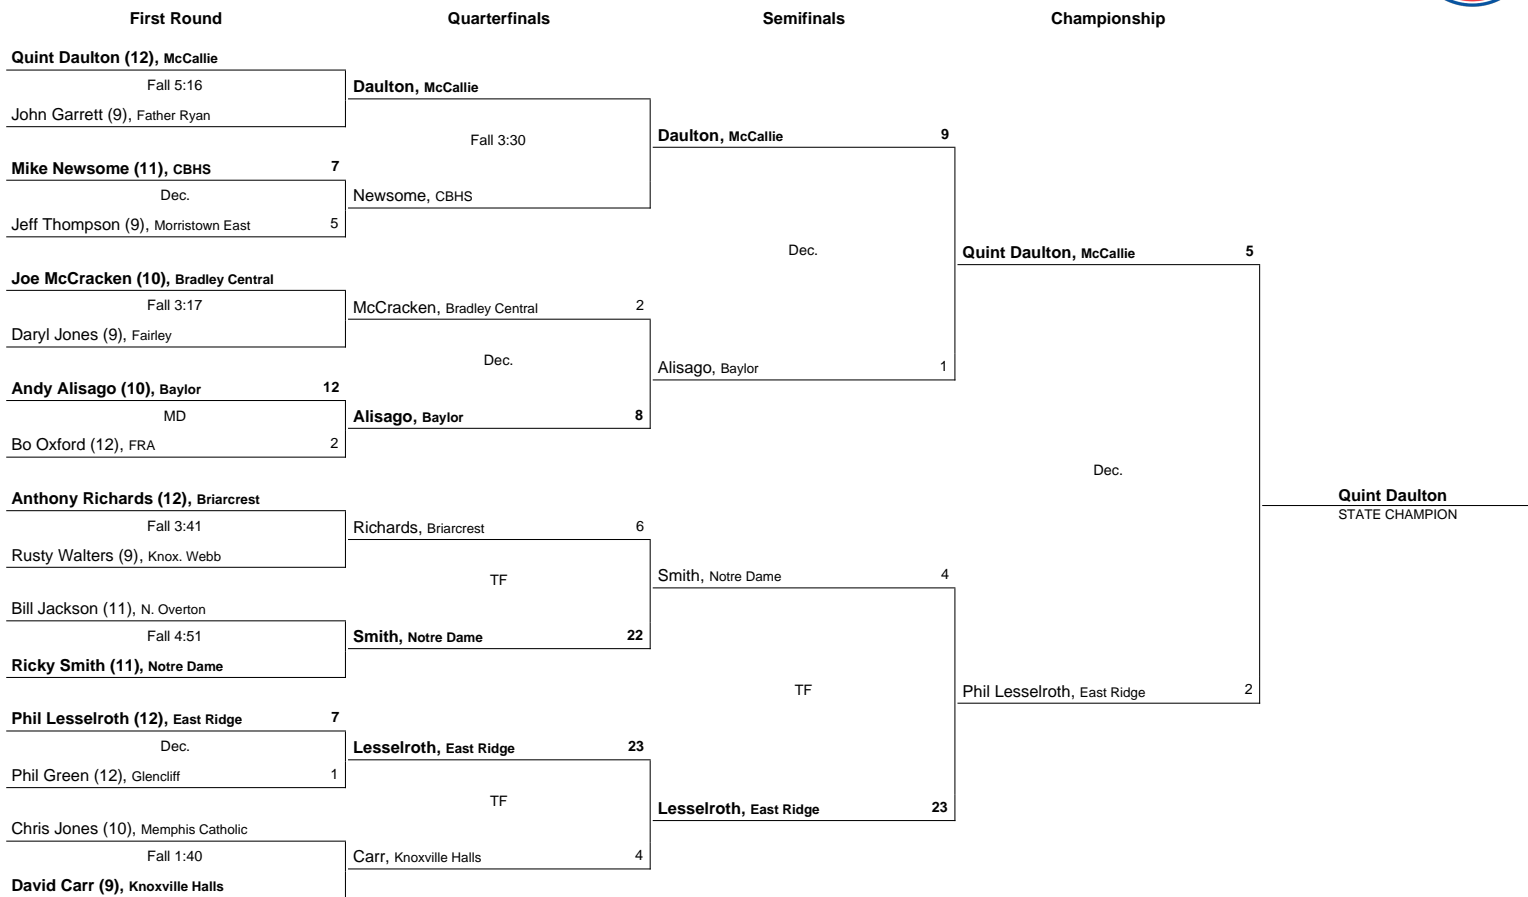 First Round
Quarterfinals
Semifinals
Championship
Quint Daulton (12), McCallie
Fall 5:16
John Garrett (9), Father Ryan
Mike Newsome (11), CBHS 7
Dec.
Jeff Thompson (9), Morristown East 5
Joe McCracken (10), Bradley Central
Fall 3:17
Daryl Jones (9), Fairley
Andy Alisago (10), Baylor 12
MD
Bo Oxford (12), FRA 2
Anthony Richards (12), Briarcrest
Fall 3:41
Rusty Walters (9), Knox. Webb
Bill Jackson (11), N. Overton
Fall 4:51
Ricky Smith (11), Notre Dame
Phil Lesselroth (12), East Ridge 7
Dec.
Phil Green (12), Glencliff 1
Chris Jones (10), Memphis Catholic
Fall 1:40
David Carr (9), Knoxville Halls
Daulton, McCallie
Fall 3:30
Newsome, CBHS
McCracken, Bradley Central 2
Dec.
Alisago, Baylor 8
Richards, Briarcrest 6
TF
Smith, Notre Dame 22
Lesselroth, East Ridge 23
TF
Carr, Knoxville Halls 4
Daulton, McCallie 9
Dec.
Alisago, Baylor 1
Smith, Notre Dame 4
TF
Lesselroth, East Ridge 23
Quint Daulton, McCallie 5
Dec.
Phil Lesselroth, East Ridge 2
Quint Daulton
STATE CHAMPION